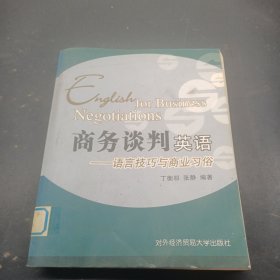 English for Business
Negotiations
商务谈判英语
——语言技巧与商业习俗
丁衡祁 张静 编著
对外经济贸易大学出版社